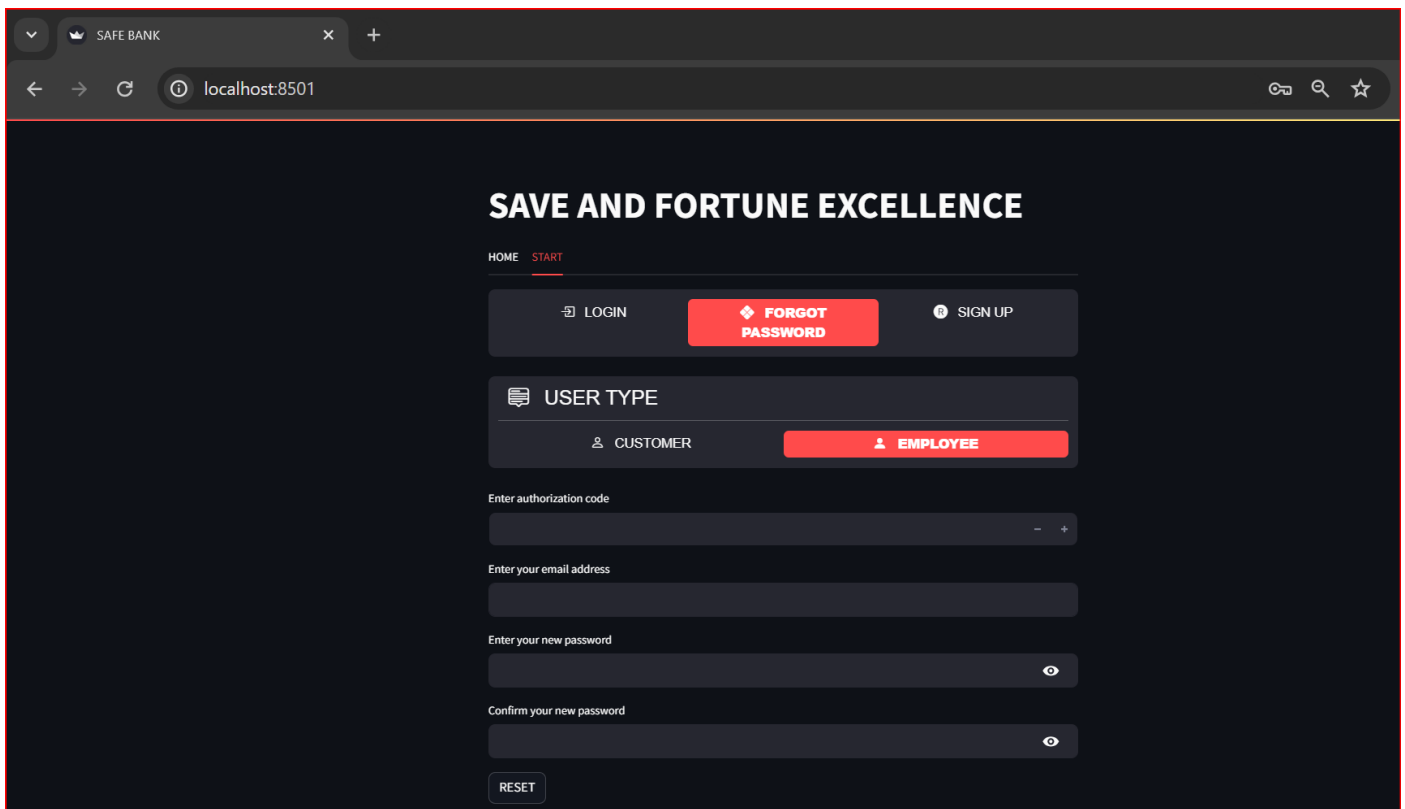 SAFE BANK
localhost:8501
SAVE AND FORTUNE EXCELLENCE
HOME START
LOGIN
FORGOT
PASSWORD
R SIGN UP
USER TYPE
CUSTOMER
EMPLOYEE
Enter authorization code
Enter your email address
Enter your new password
Confirm your new password
RESET